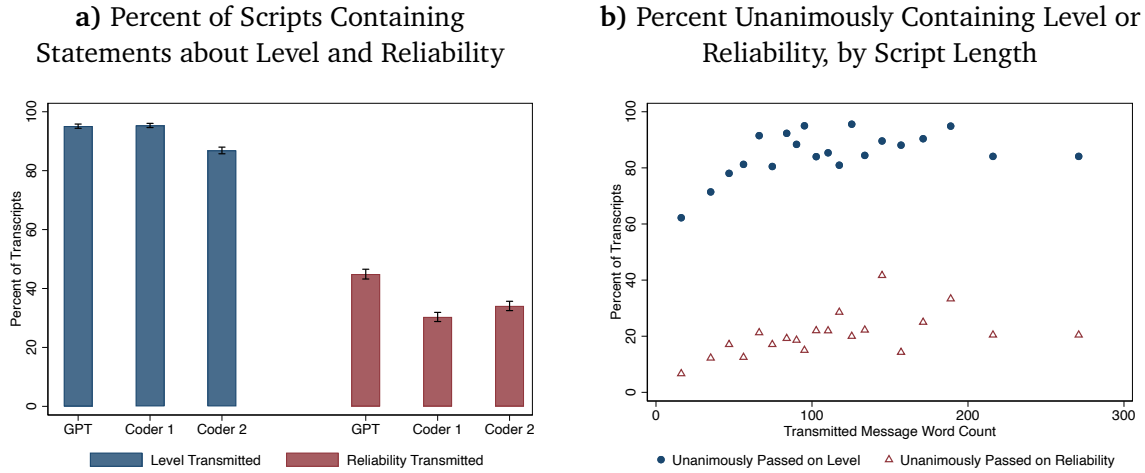 a) Percent of Scripts Containing
Statements about Level and Reliability
Percent of Transcripts
100
80
60
40
20
0
GPT Coder 1 Coder 2 GPT Coder 1 Coder 2
Level Transmitted Reliability Transmitted
b) Percent Unanimously Containing Level or
Reliability, by Script Length
Percent of Transcripts
100
80
60
40
20
0
0 100 200 300
Transmitted Message Word Count
Unanimously Passed on Level Unanimously Passed on Reliability